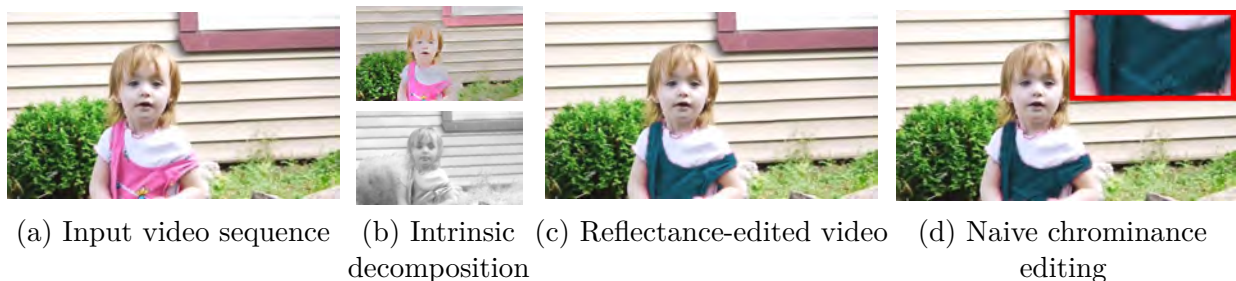 (a) Input video sequence
(b) Intrinsic
decomposition
(c) Reflectance-edited video
(d) Naive chrominance
editing